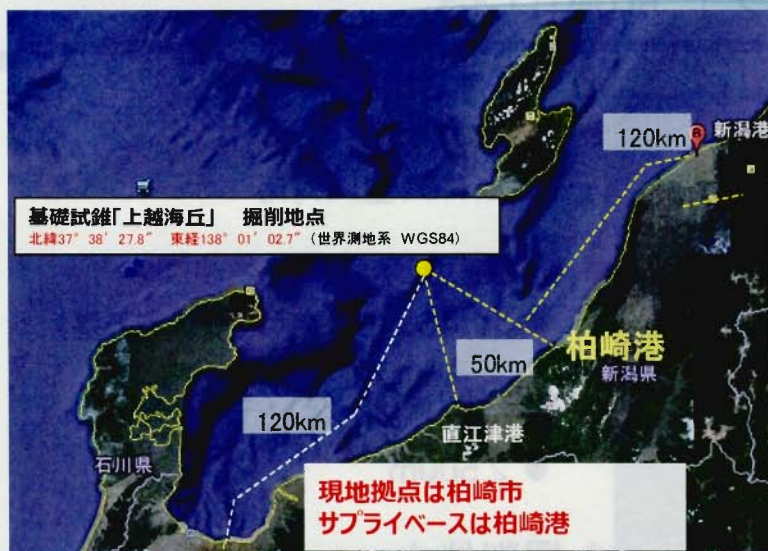 120km
新潟港
B
基礎試錐「上越海丘」 掘削地点
北緯37° 38′ 27.8″ 東経138° 01′ 02.7″ (世界測地系 WGS84)
柏崎港
50km
新潟県
120km
直江津港
石川県
現地拠点は柏崎市
サプライベースは柏崎港